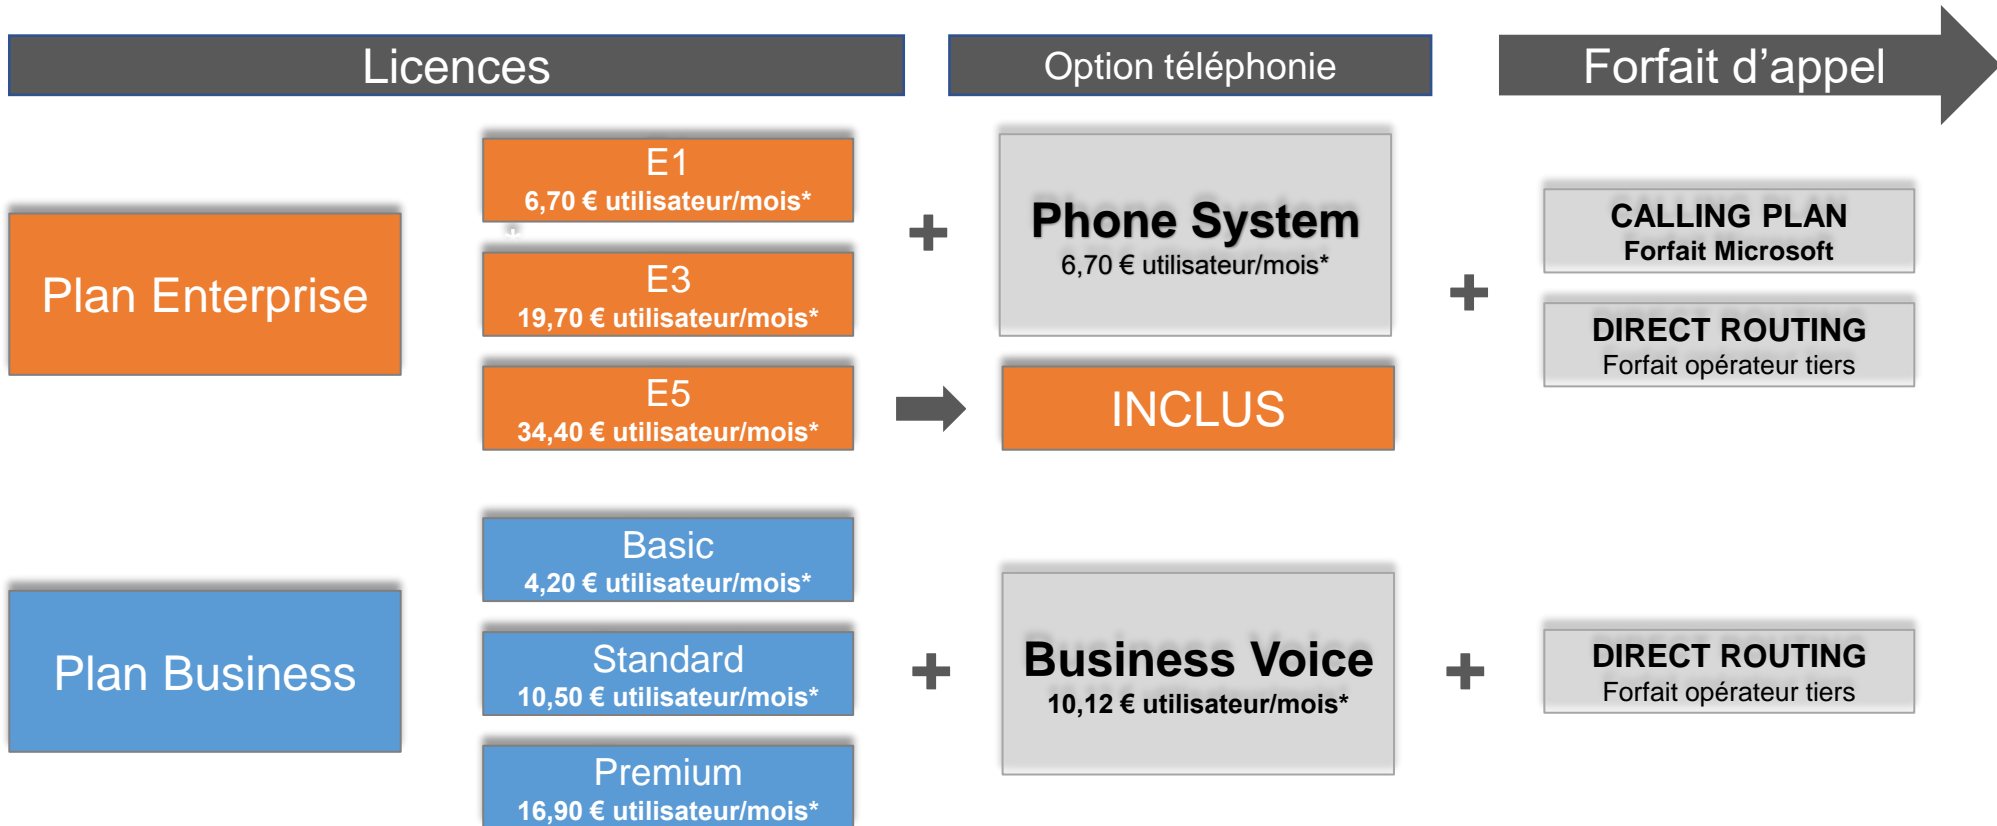 Licences
Option téléphonie
Forfait d'appel
Plan Enterprise
E1
6,70 € utilisateur/mois*
*
E3
19,70 € utilisateur/mois*
E5
34,40 € utilisateur/mois*
+
Phone System
6,70 € utilisateur/mois*
INCLUS
+
CALLING PLAN
Forfait Microsoft
DIRECT ROUTING
Forfait opérateur tiers
Plan Business
Basic
4,20 € utilisateur/mois*
Standard
10,50 € utilisateur/mois*
Premium
16,90 € utilisateur/mois*
+
Business Voice
10,12 € utilisateur/mois*
+
DIRECT ROUTING
Forfait opérateur tiers